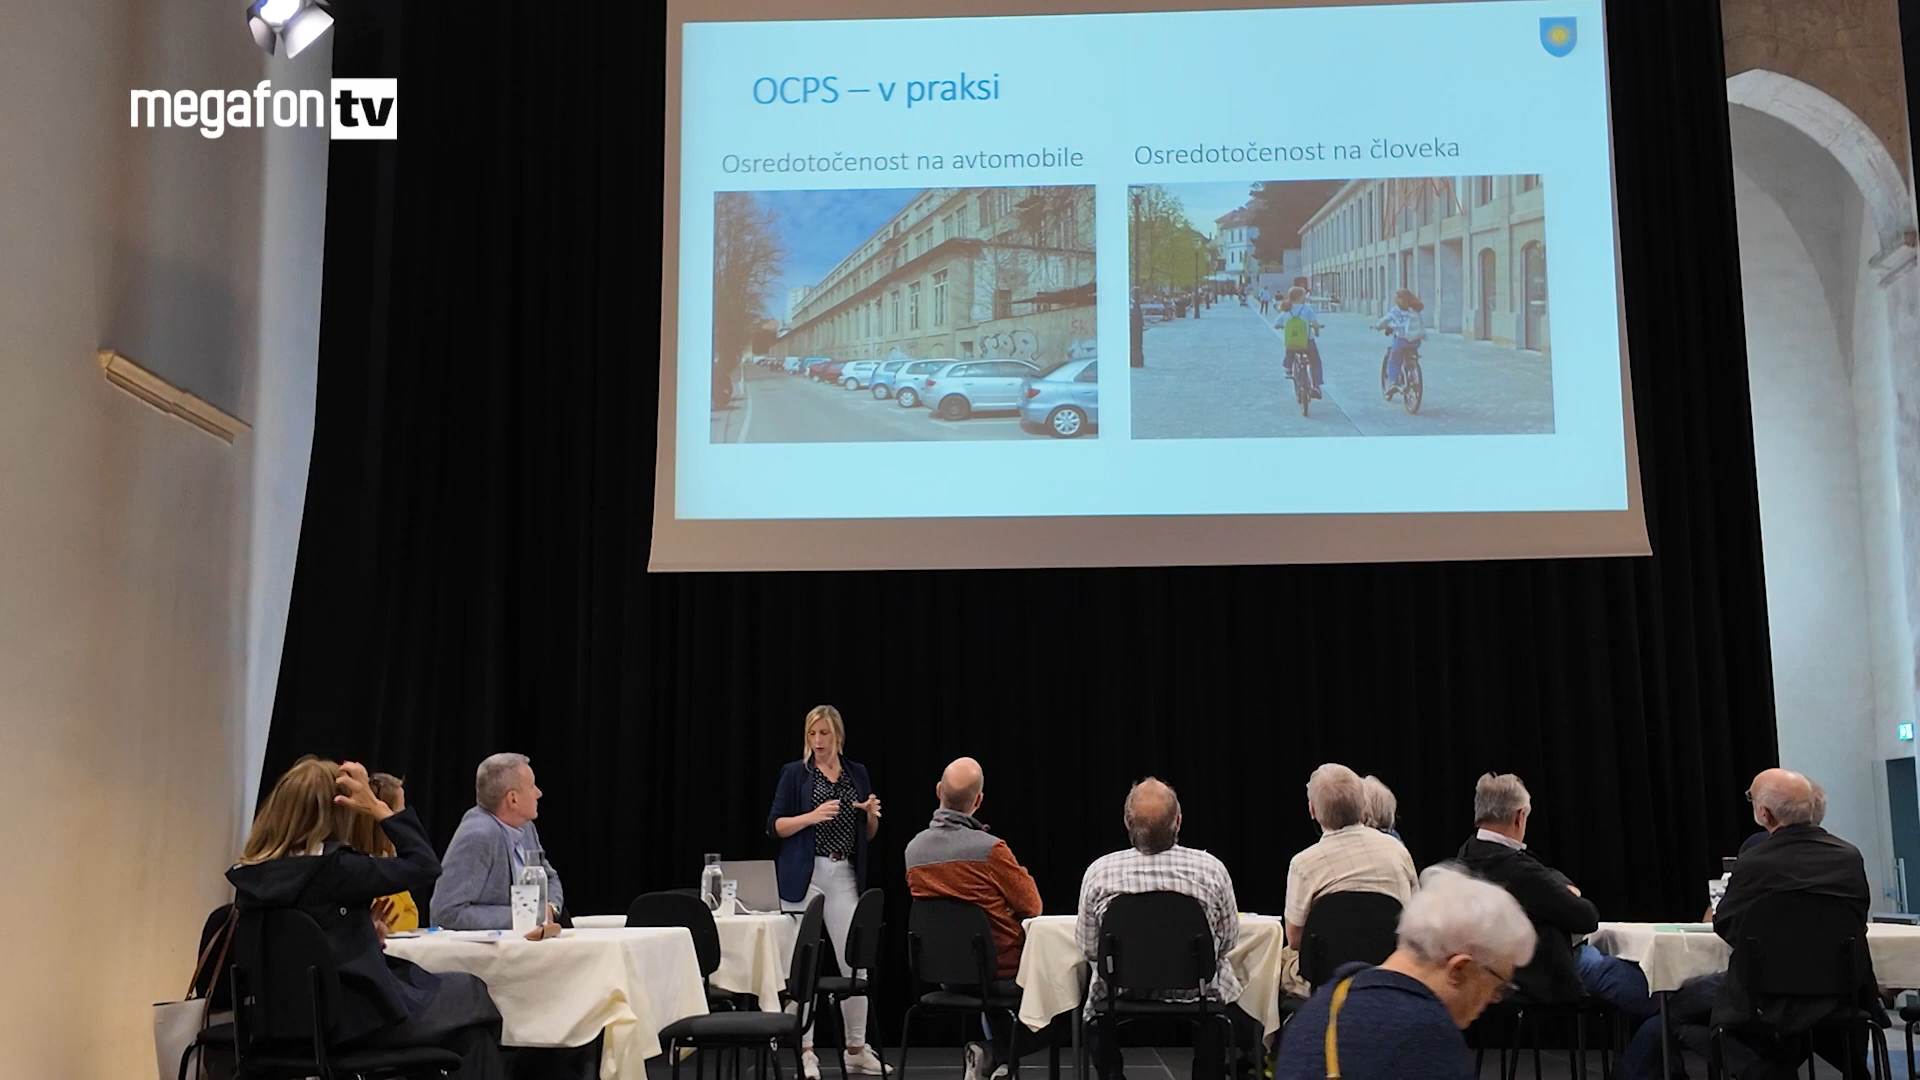 megafon tv
OCPS – v praksi
Osredotočenost na avtomobile
Osredotočenost na človeka